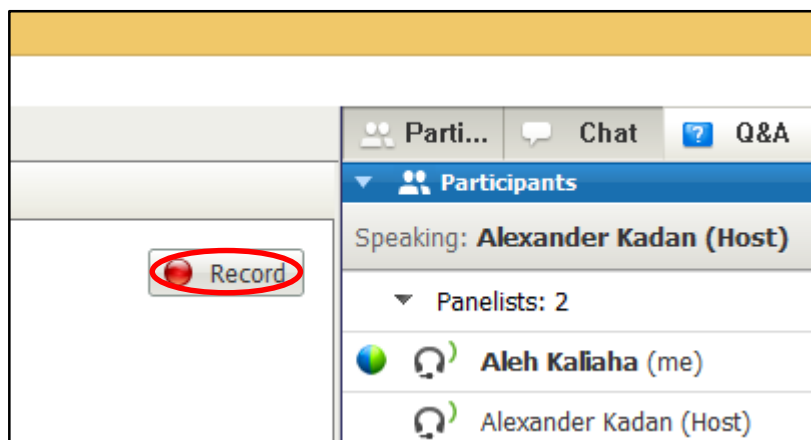 Parti... Chat ? Q&A
Participants
Speaking: Alexander Kadan (Host)
Record
Panelists: 2
Aleh Kaliaha (me)
Alexander Kadan (Host)